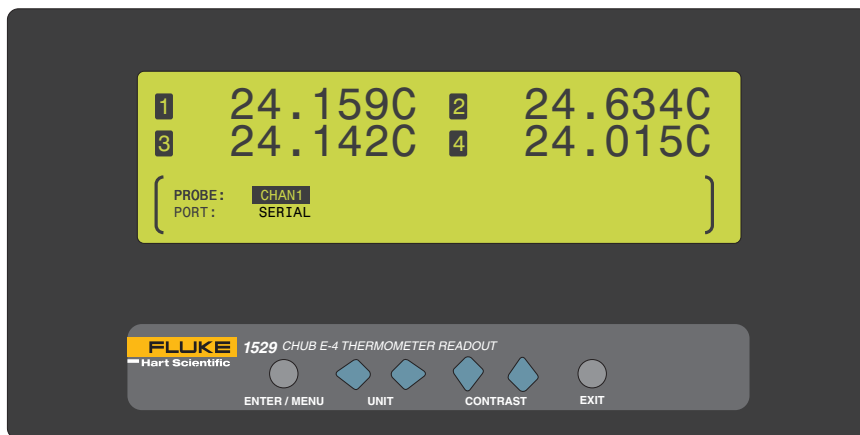 1 24.159C 2 24.634C
3 24.142C 4 24.015C
PROBE: CHAN1
PORT: SERIAL
FLUKE
Hart Scientific
1529 CHUB E-4 THERMOMETER READOUT
ENTER / MENU UNIT CONTRAST EXIT